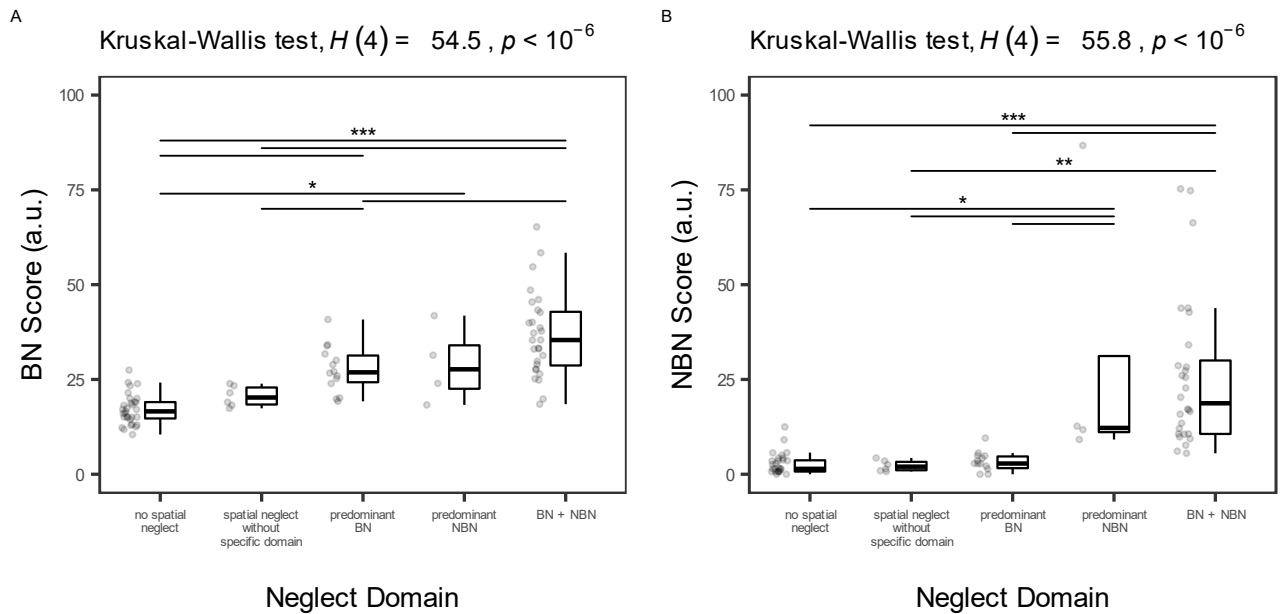 A
Kruskal-Wallis test, H (4) = 54.5 , p < 10⁻⁶
BN Score (a.u.)
100
75
50
25
0
***
*
no spatial
neglect
spatial neglect
without
specific domain
predominant
BN
predominant
NBN
BN + NBN
Neglect Domain
B
Kruskal-Wallis test, H (4) = 55.8 , p < 10⁻⁶
NBN Score (a.u.)
100
75
50
25
0
***
**
*
no spatial
neglect
spatial neglect
without
specific domain
predominant
BN
predominant
NBN
BN + NBN
Neglect Domain